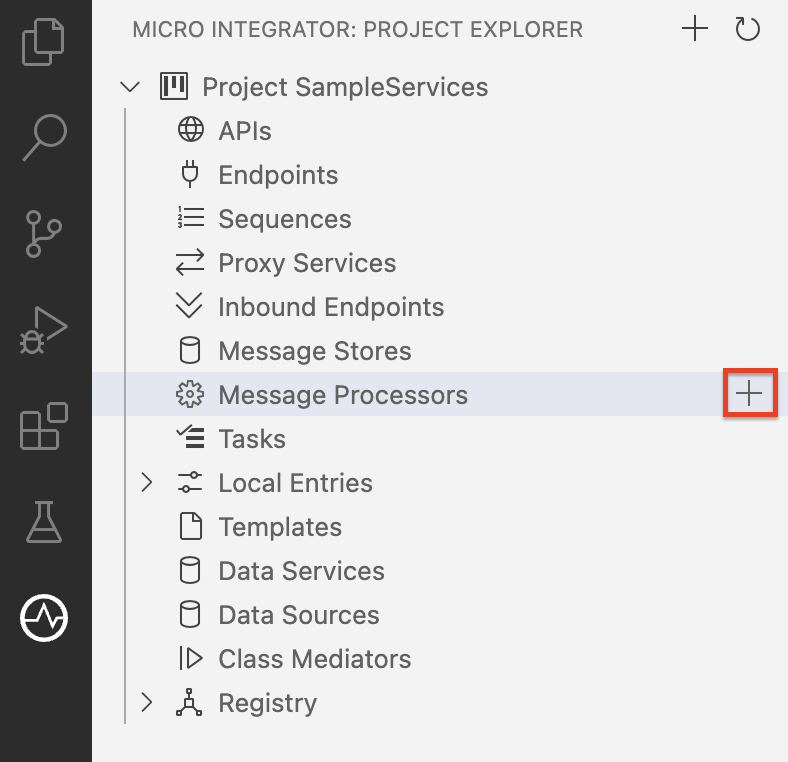 MICRO INTEGRATOR: PROJECT EXPLORER
Project SampleServices
APIs
Endpoints
Sequences
Proxy Services
Inbound Endpoints
Message Stores
Message Processors
Tasks
Local Entries
Templates
Data Services
Data Sources
Class Mediators
Registry